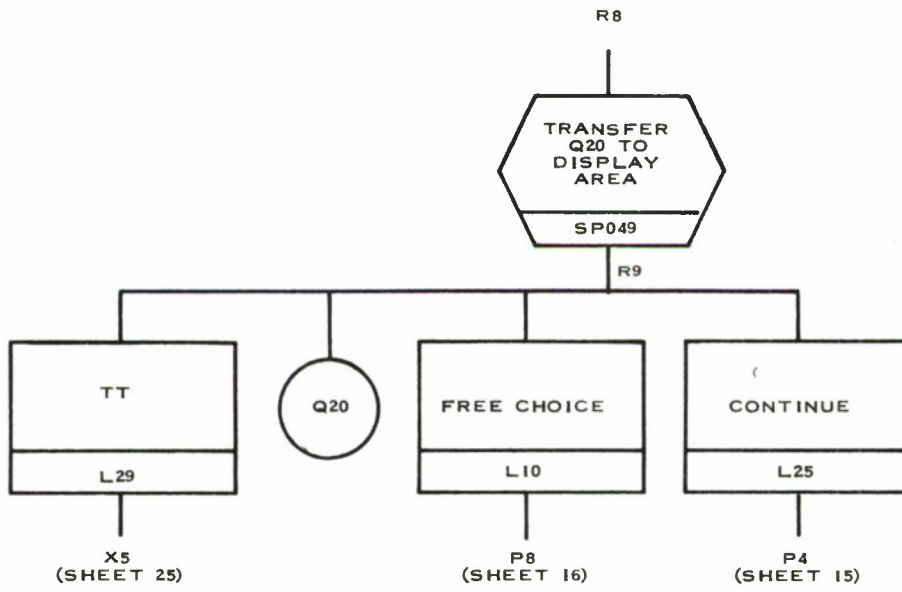 R8
TRANSFER
Q20 TO
DISPLAY
AREA
SP049
R9
TT
L29
X5
(SHEET 25)
Q20
FREE CHOICE
L10
P8
(SHEET 16)
CONTINUE
L25
P4
(SHEET 15)